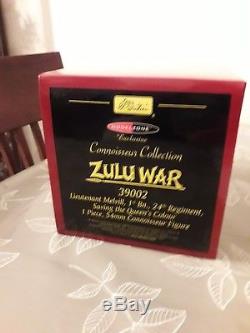 W Britain
MODELZONE
Exclusive
Connoisseur Collection
ZULU WAR
39002
Lieutenant Melvill, 1st Bn., 24th Regiment,
Saving the Queen's Colour
1 Piece, 54mm Connoisseur Figure